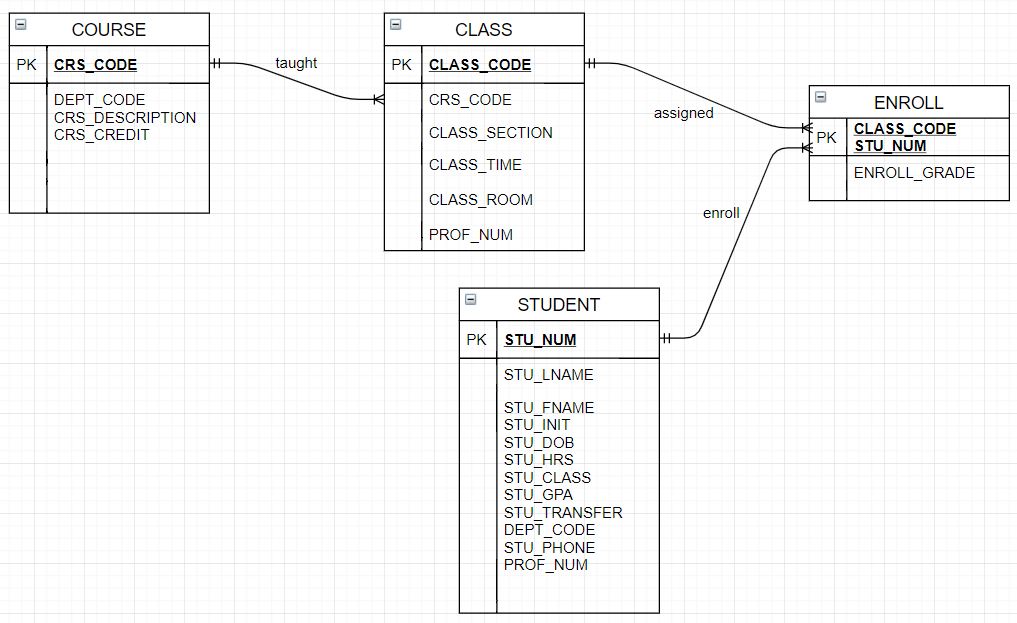 COURSE
PK CRS_CODE
DEPT_CODE
CRS_DESCRIPTION
CRS_CREDIT
taught
CLASS
PK CLASS_CODE
CRS_CODE
CLASS_SECTION
CLASS_TIME
CLASS_ROOM
PROF_NUM
assigned
ENROLL
PK CLASS_CODE
STU_NUM
ENROLL_GRADE
enroll
STUDENT
PK STU_NUM
STU_LNAME
STU_FNAME
STU_INIT
STU_DOB
STU_HRS
STU_CLASS
STU_GPA
STU_TRANSFER
DEPT_CODE
STU_PHONE
PROF_NUM